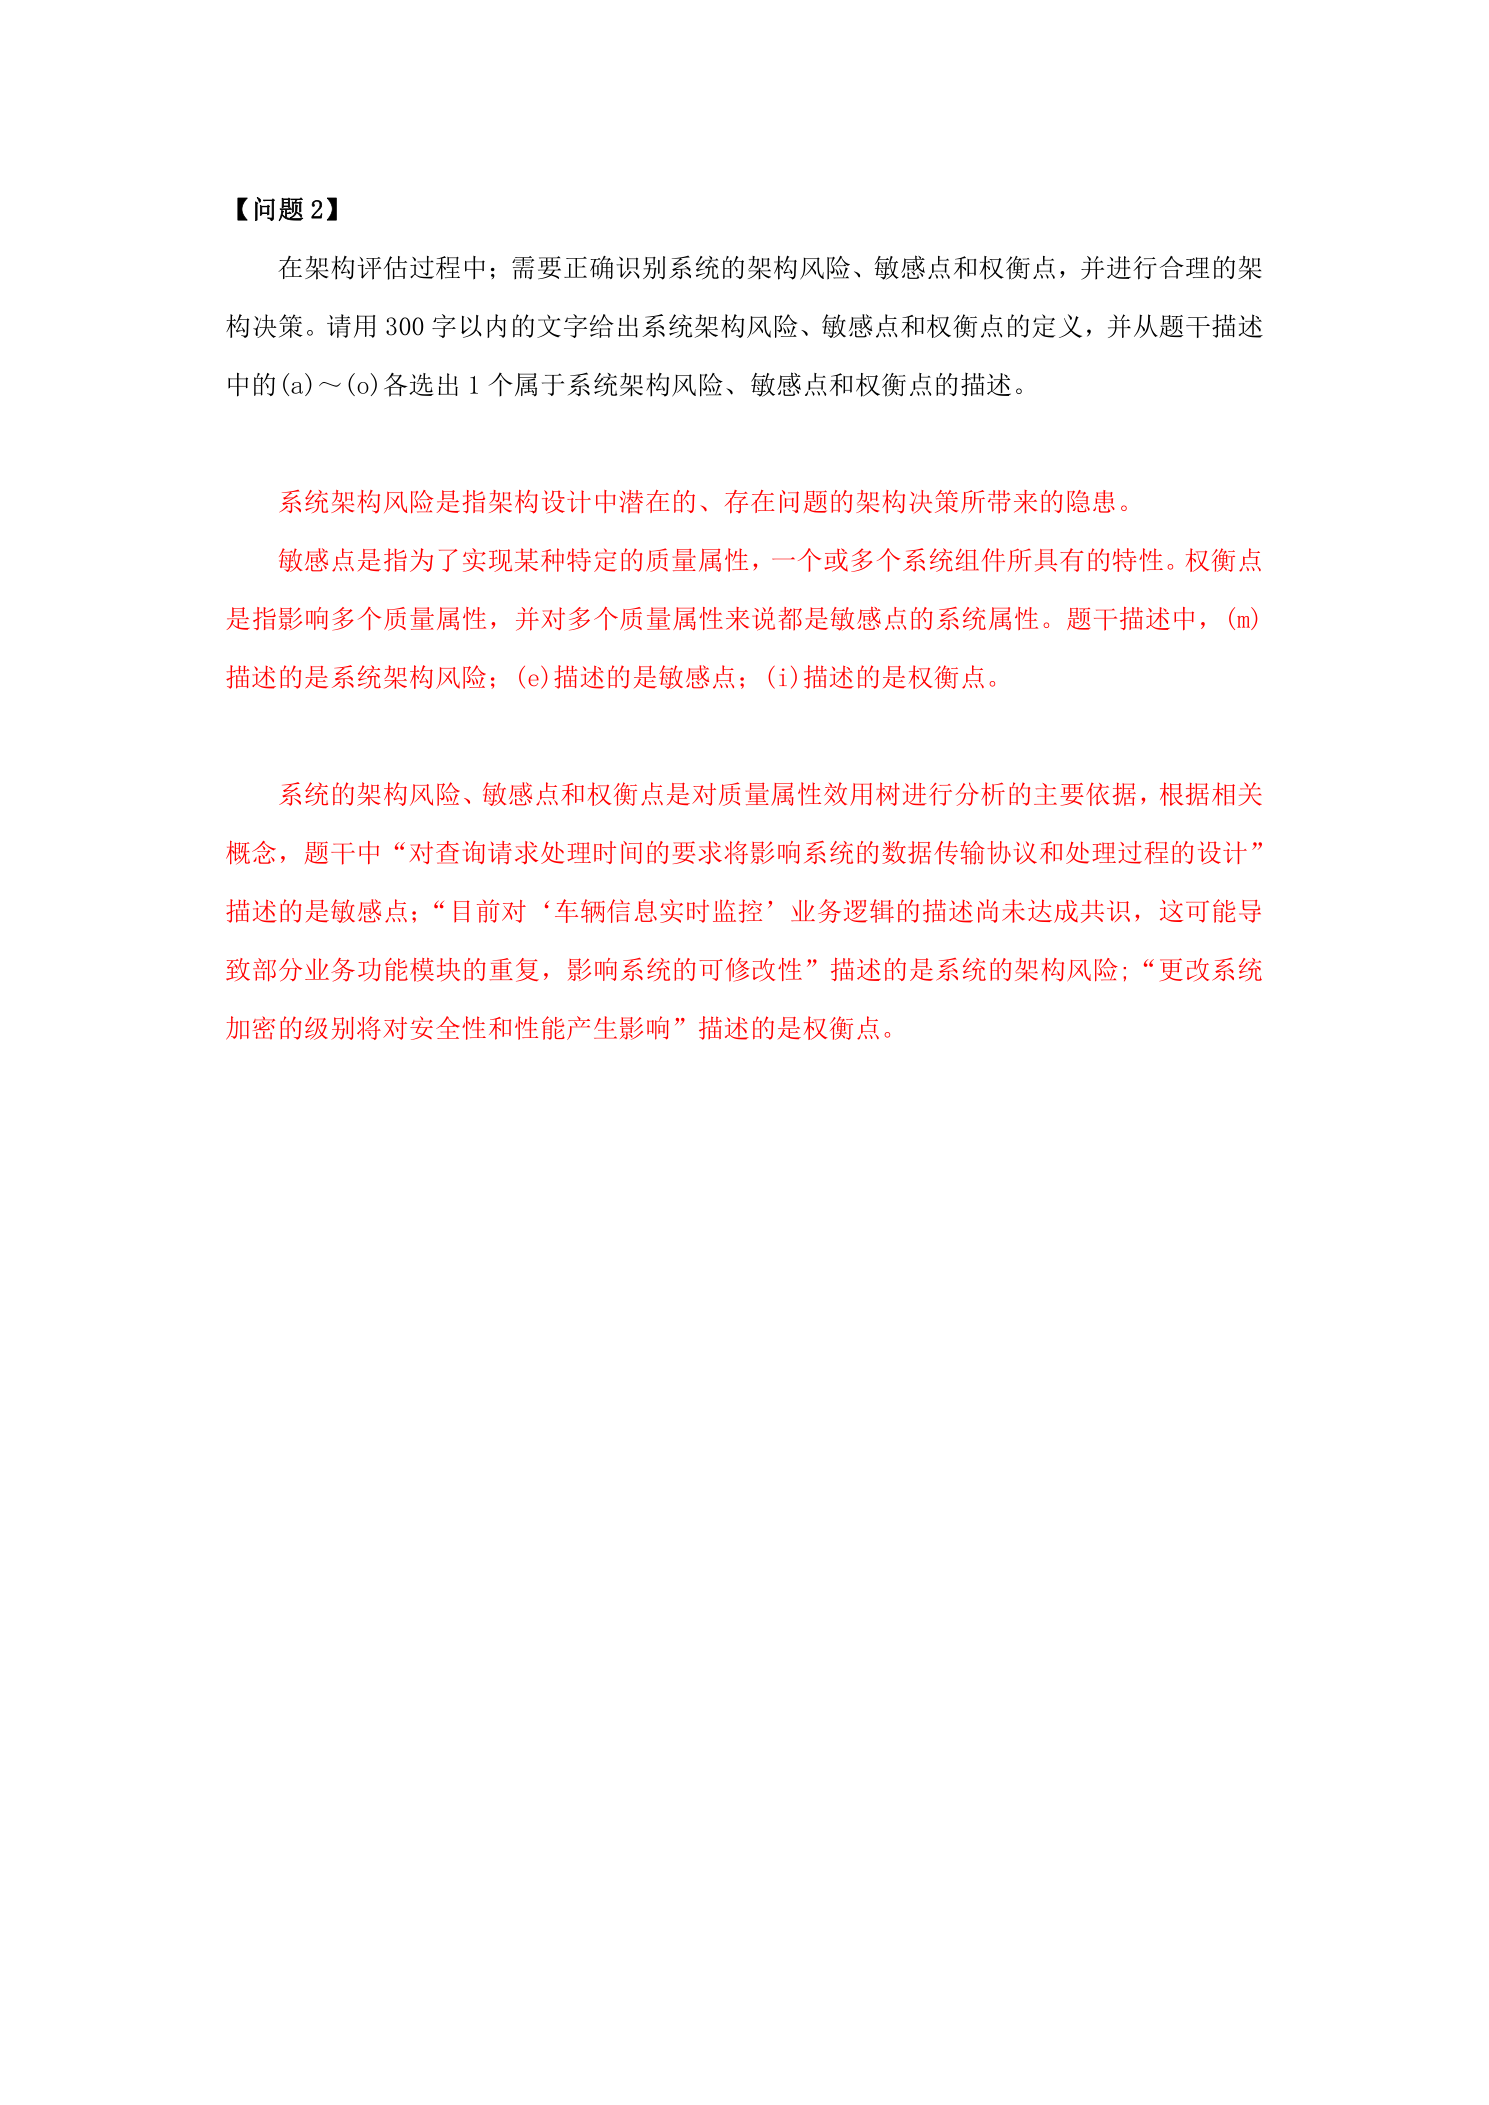 【问题 2】
在架构评估过程中；需要正确识别系统的架构风险、敏感点和权衡点，并进行合理的架
构决策。请用 300 字以内的文字给出系统架构风险、敏感点和权衡点的定义，并从题干描述
中的(a)～(o)各选出 1 个属于系统架构风险、敏感点和权衡点的描述。
系统架构风险是指架构设计中潜在的、存在问题的架构决策所带来的隐患。
敏感点是指为了实现某种特定的质量属性，一个或多个系统组件所具有的特性。权衡点
是指影响多个质量属性，并对多个质量属性来说都是敏感点的系统属性。题干描述中，(m)
描述的是系统架构风险；(e)描述的是敏感点；(i)描述的是权衡点。
系统的架构风险、敏感点和权衡点是对质量属性效用树进行分析的主要依据，根据相关
概念，题干中“对查询请求处理时间的要求将影响系统的数据传输协议和处理过程的设计”
描述的是敏感点；“目前对‘车辆信息实时监控’业务逻辑的描述尚未达成共识，这可能导
致部分业务功能模块的重复，影响系统的可修改性”描述的是系统的架构风险；“更改系统
加密的级别将对安全性和性能产生影响”描述的是权衡点。